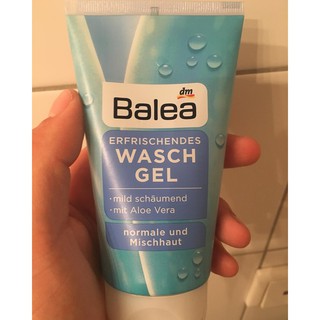 dm
Balea
ERFRISCHENDES
WASCH
GEL
· mild schäumend
· mit Aloe Vera
normale und
Mischhaut